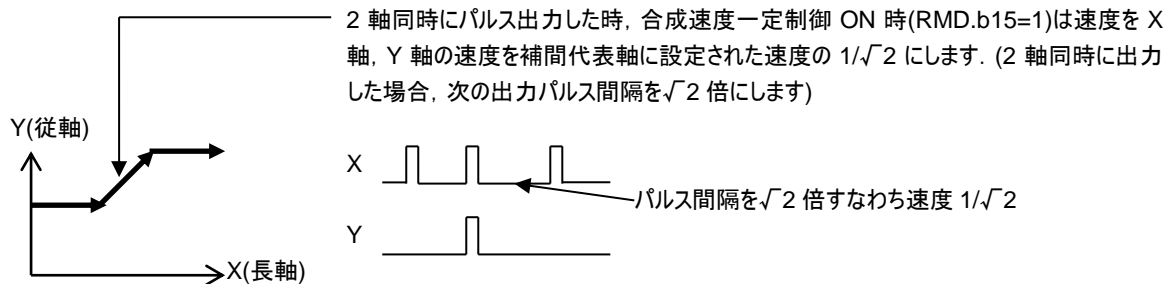 2 軸同時にパルス出力した時, 合成速度一定制御 ON 時(RMD.b15=1)は速度を X
軸, Y 軸の速度を補間代表軸に設定された速度の 1/√2 にします. (2 軸同時に出力
した場合, 次の出力パルス間隔を√2 倍にします)
Y(従軸)
X
パルス間隔を√2 倍すなわち速度 1/√2
Y
X(長軸)